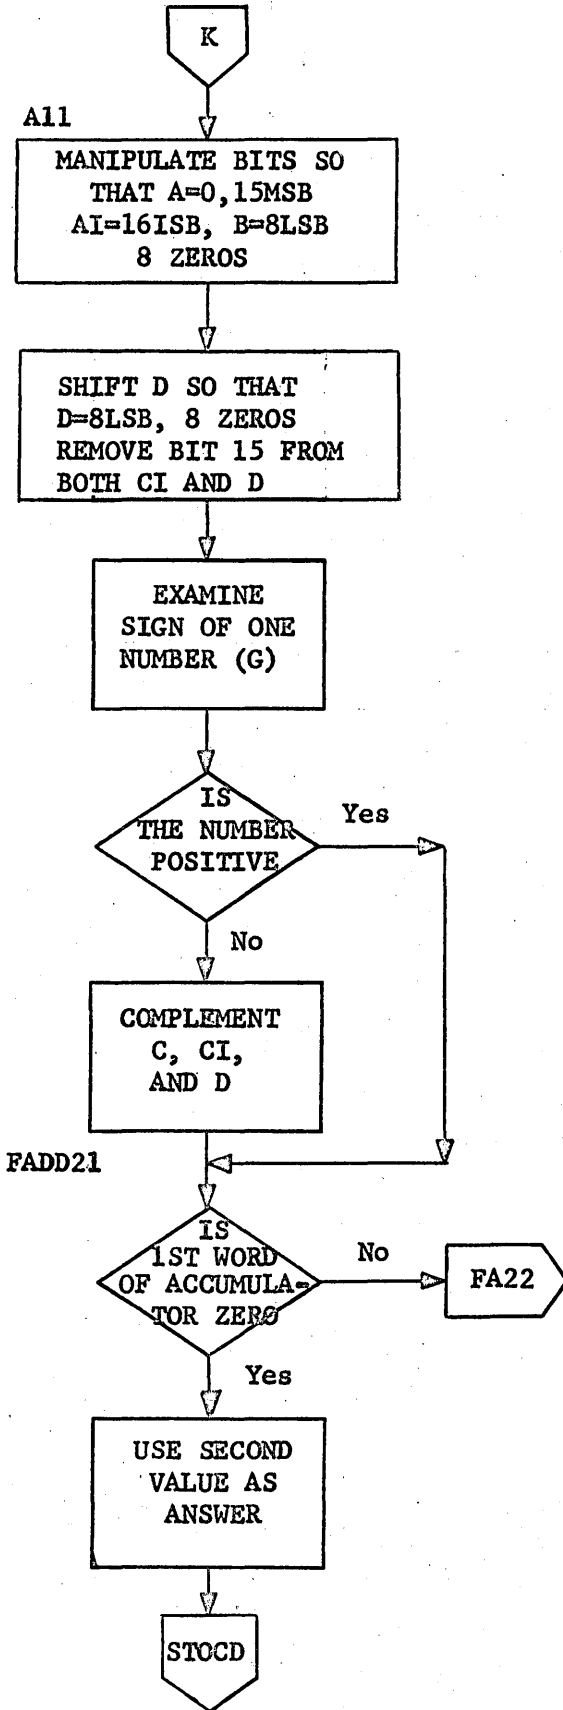 K
A11
MANIPULATE BITS SO
THAT A=0,15MSB
AI=16ISB, B=8LSB
8 ZEROS
SHIFT D SO THAT
D=8LSB, 8 ZEROS
REMOVE BIT 15 FROM
BOTH CI AND D
EXAMINE
SIGN OF ONE
NUMBER (G)
IS
THE NUMBER
POSITIVE
Yes
No
COMPLEMENT
C, CI,
AND D
FADD21
IS
1ST WORD
OF ACCUMULA-
TOR ZERO
No
FA22
Yes
USE SECOND
VALUE AS
ANSWER
STOCD